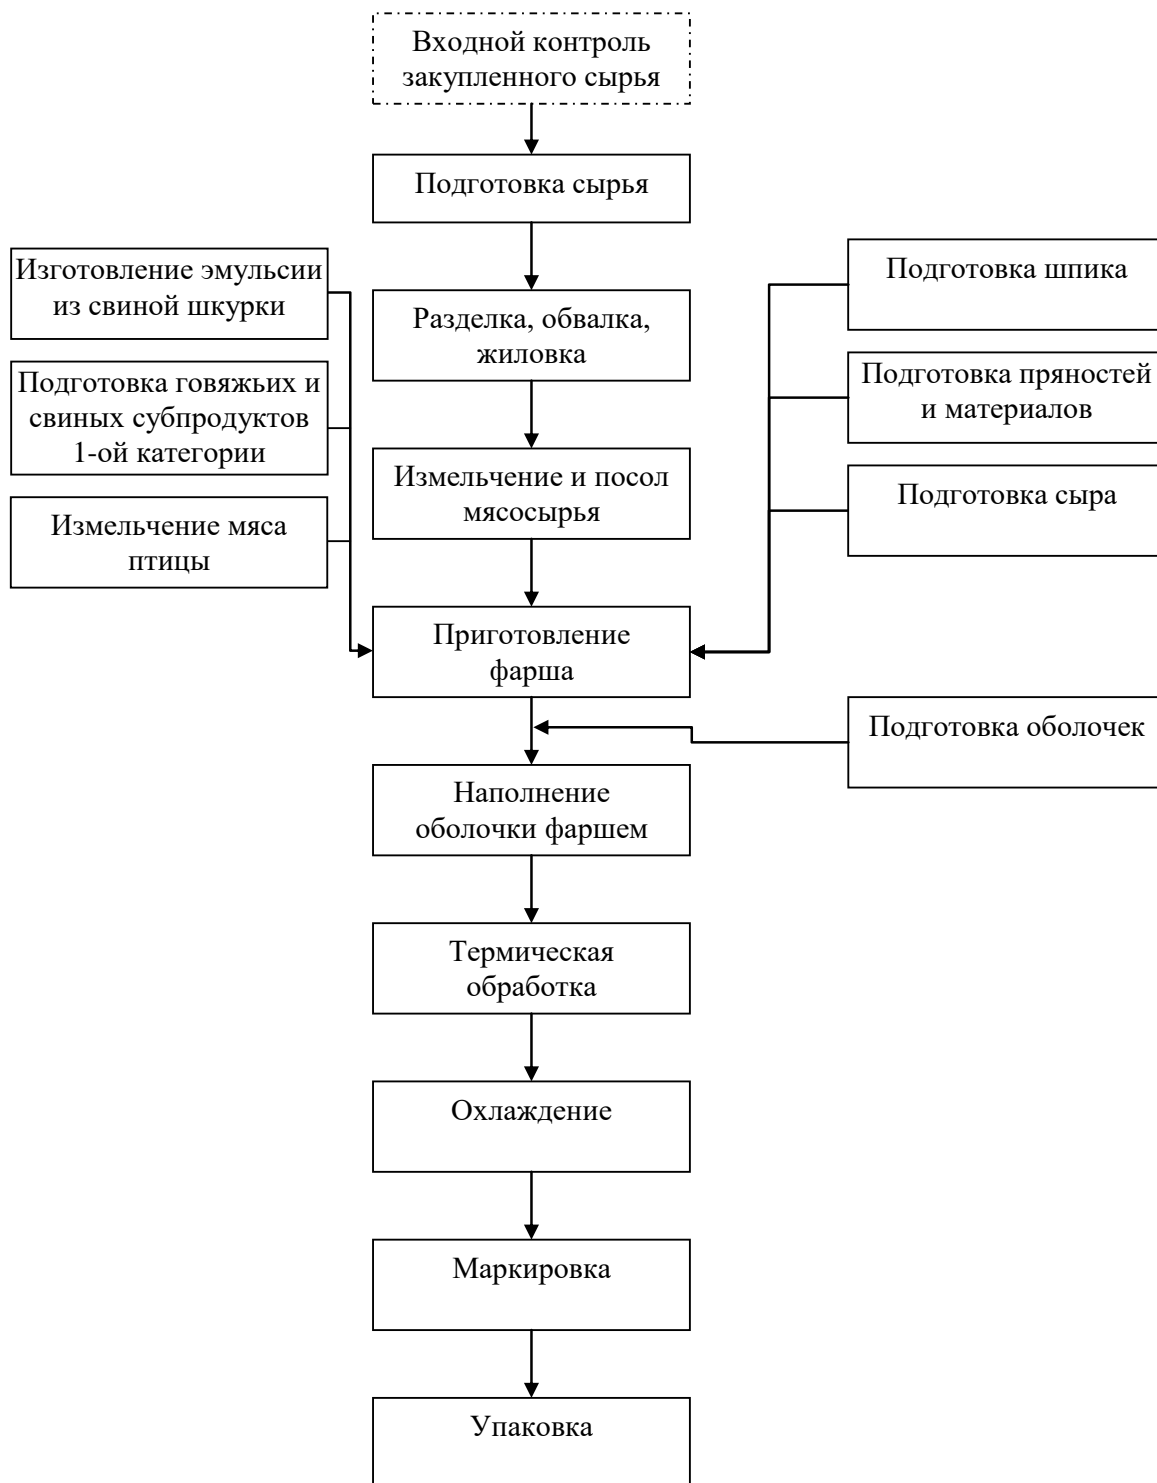 Входной контроль
закупленного сырья
Подготовка сырья
Изготовление эмульсии
из свиной шкурки
Подготовка шпика
Разделка, обвалка,
жиловка
Подготовка говяжьих и
свиных субпродуктов
1-ой категории
Подготовка пряностей
и материалов
Измельчение и посол
мясосырья
Подготовка сыра
Измельчение мяса
птицы
Приготовление
фарша
Подготовка оболочек
Наполнение
оболочки фаршем
Термическая
обработка
Охлаждение
Маркировка
Упаковка